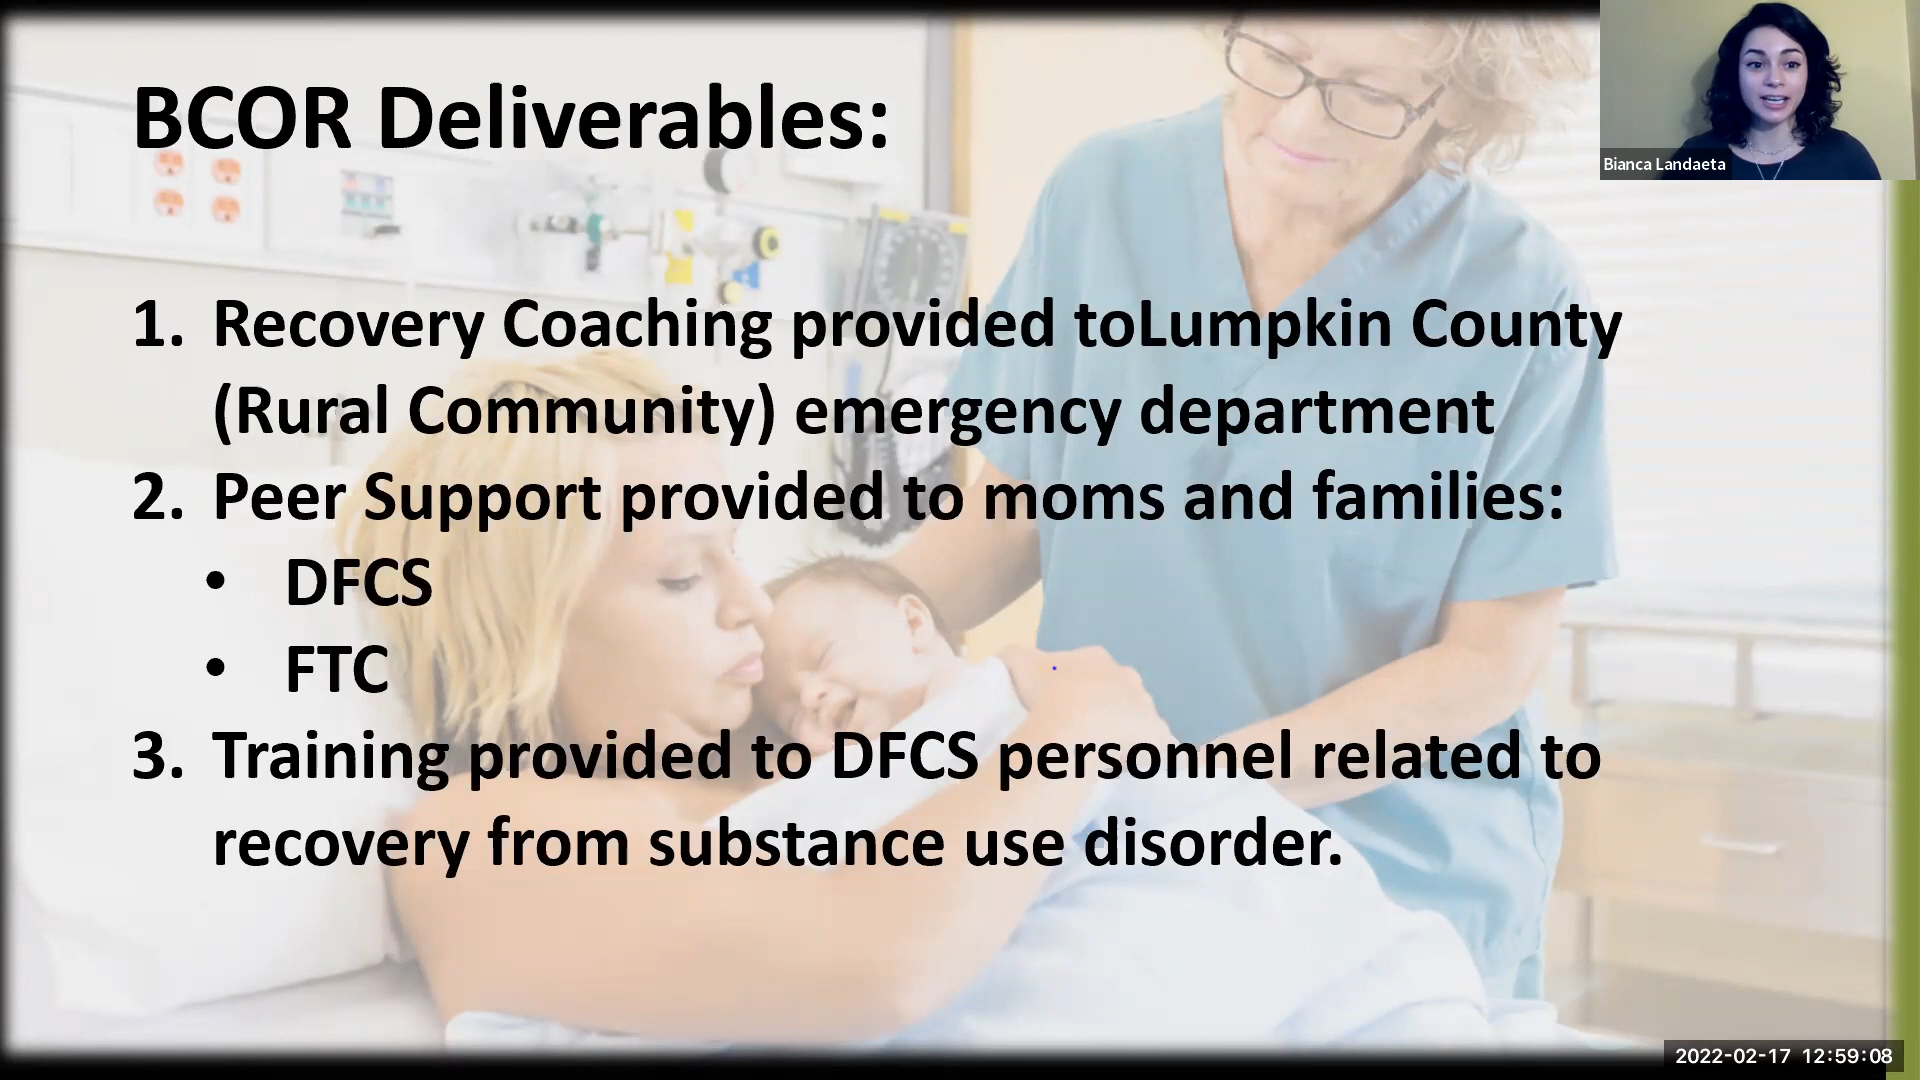 BCOR Deliverables:
Bianca Landaeta
1. Recovery Coaching provided toLumpkin County
(Rural Community) emergency department
2. Peer Support provided to moms and families:
• DFCS
• FTC
3. Training provided to DFCS personnel related to
recovery from substance use disorder.
2022-02-17 12:59:08